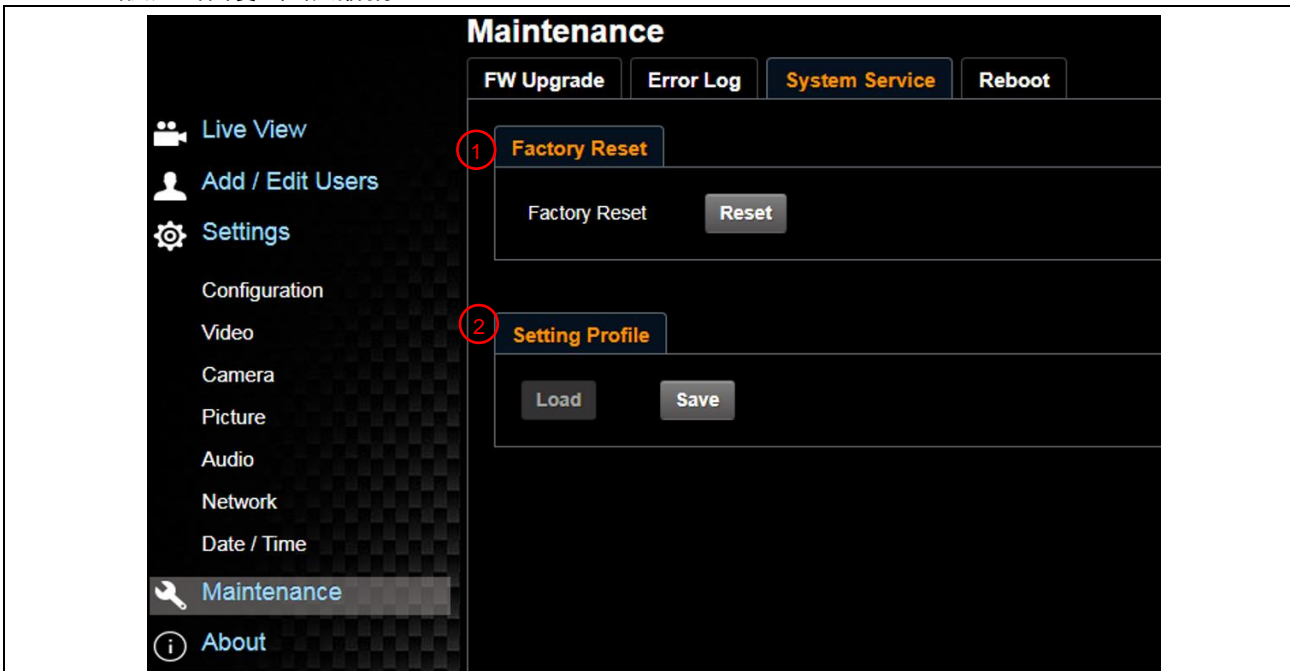 Maintenance
FW Upgrade Error Log System Service Reboot
Live View
Add / Edit Users
Settings
Configuration
Video
Camera
Picture
Audio
Network
Date / Time
Maintenance
About
1 Factory Reset
Factory Reset Reset
2 Setting Profile
Load Save